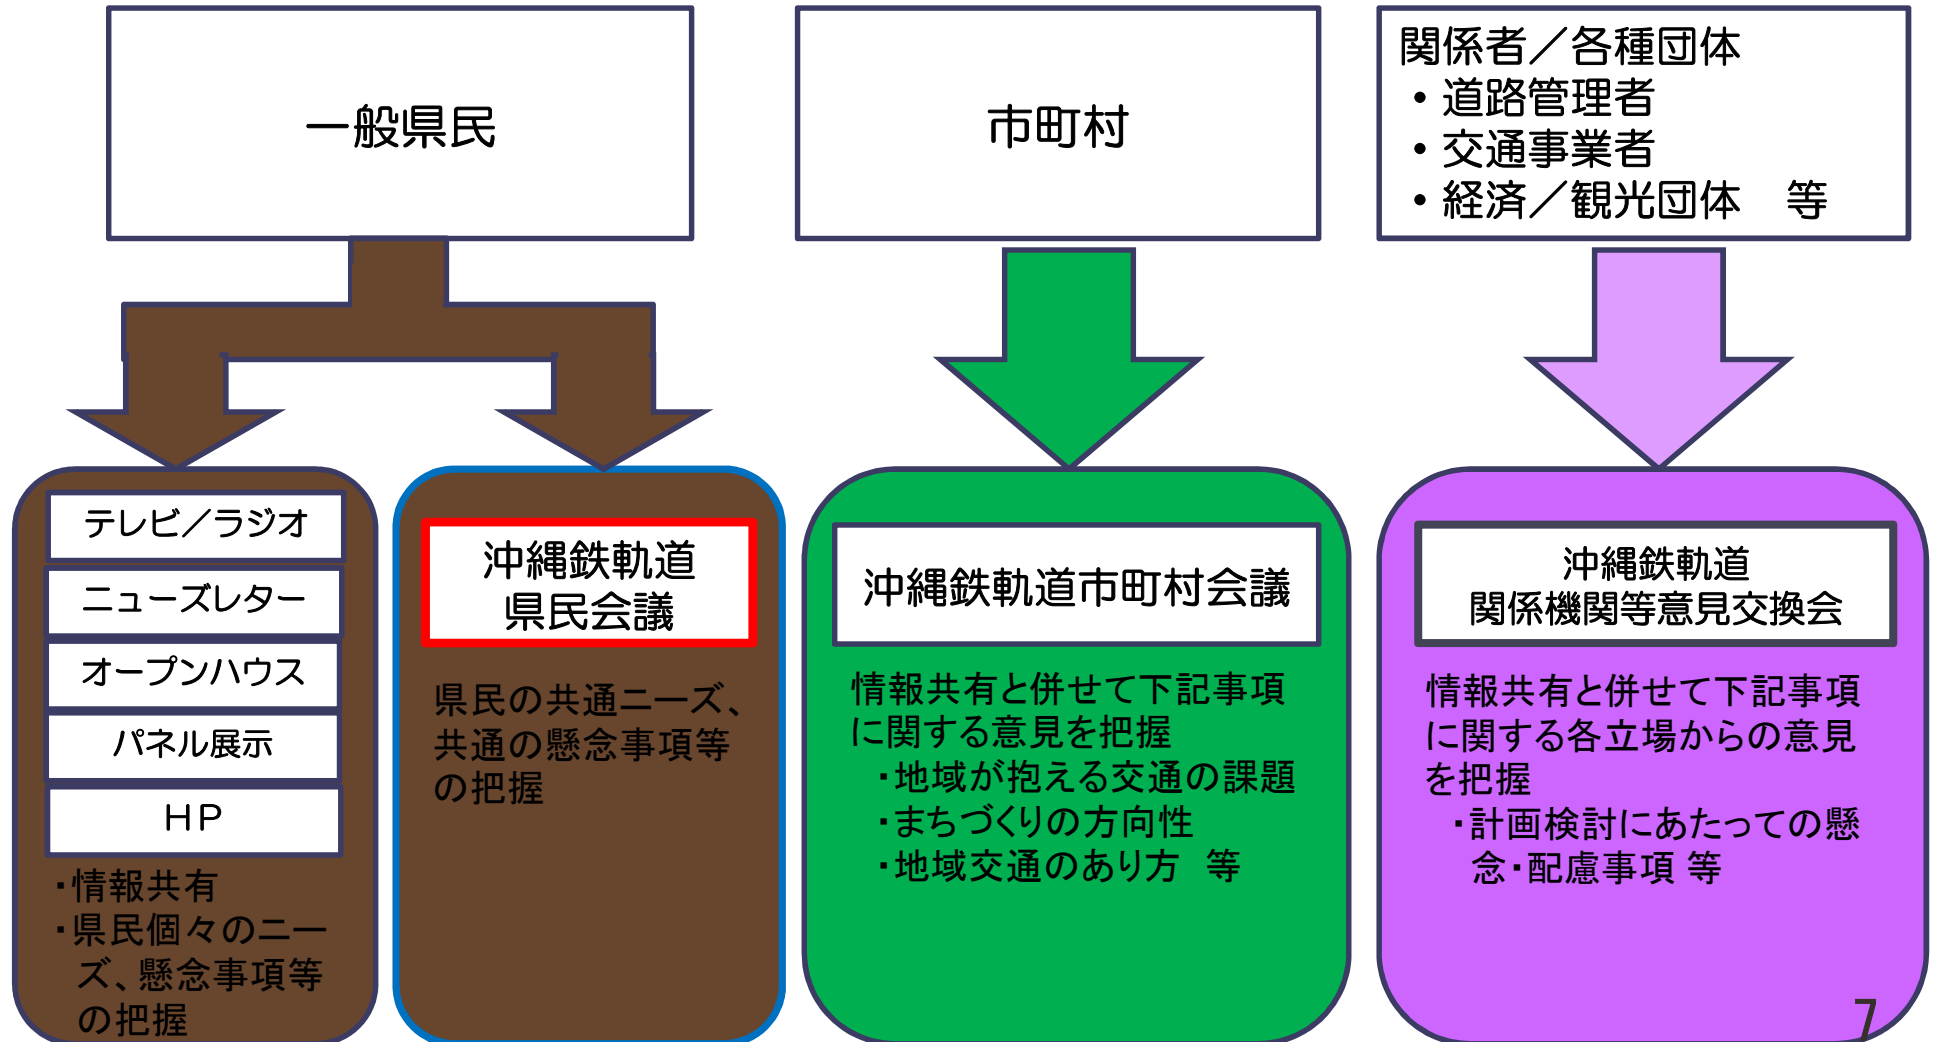 一般県民
市町村
関係者／各種団体
・道路管理者
・交通事業者
・経済／観光団体　等
テレビ／ラジオ
ニューズレター
オープンハウス
パネル展示
ＨＰ
・情報共有
・県民個々のニー
ズ、懸念事項等
の把握
沖縄鉄軌道
県民会議
県民の共通ニーズ、
共通の懸念事項等
の把握
沖縄鉄軌道市町村会議
情報共有と併せて下記事項
に関する意見を把握
・地域が抱える交通の課題
・まちづくりの方向性
・地域交通のあり方　等
沖縄鉄軌道
関係機関等意見交換会
情報共有と併せて下記事項
に関する各立場からの意見
を把握
・計画検討にあたっての懸
念・配慮事項 等
7